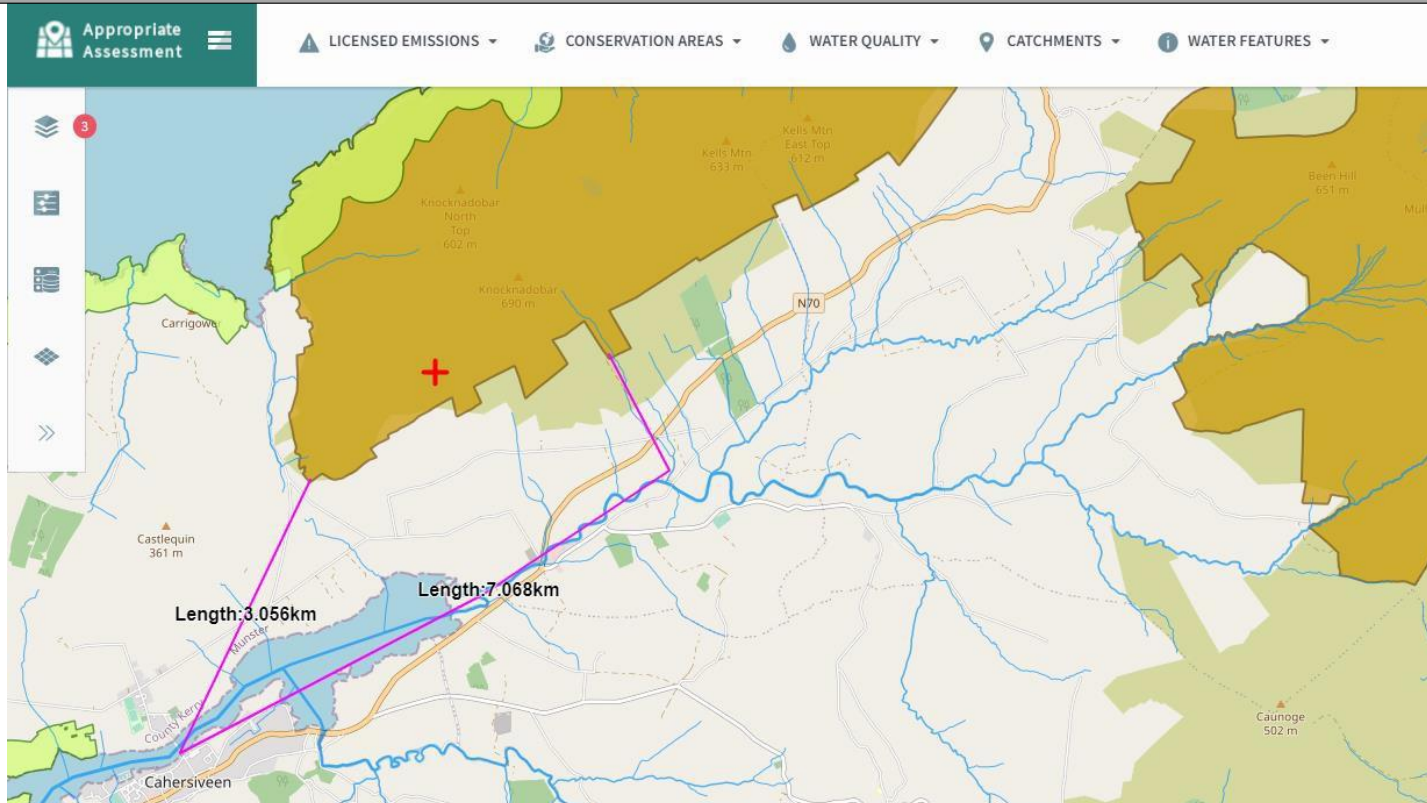 Appropriate
Assessment
LICENSED EMISSIONS
CONSERVATION AREAS
WATER QUALITY
CATCHMENTS
WATER FEATURES
3
Kells Mtn
633 m
Kells Mtn
East Top
612 m
Been Hill
651 m
Knocknadobar
North
Top
602 m
Knocknadobar
690 m
N70
Castlequin
361 m
Length:7.068km
Length:3.056km
Munster
County Kerry
Caunoge
502 m
Cahersiveen